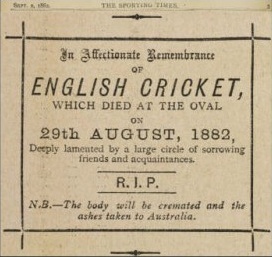 SEPT. 2, 1882.
THE SPORTING TIMES.
In Affectionate Remembrance
OF
ENGLISH CRICKET,
WHICH DIED AT THE OVAL
ON
29th AUGUST, 1882,
Deeply lamented by a large circle of sorrowing
friends and acquaintances.
R.I.P.
N.B.—The body will be cremated and the
ashes taken to Australia.